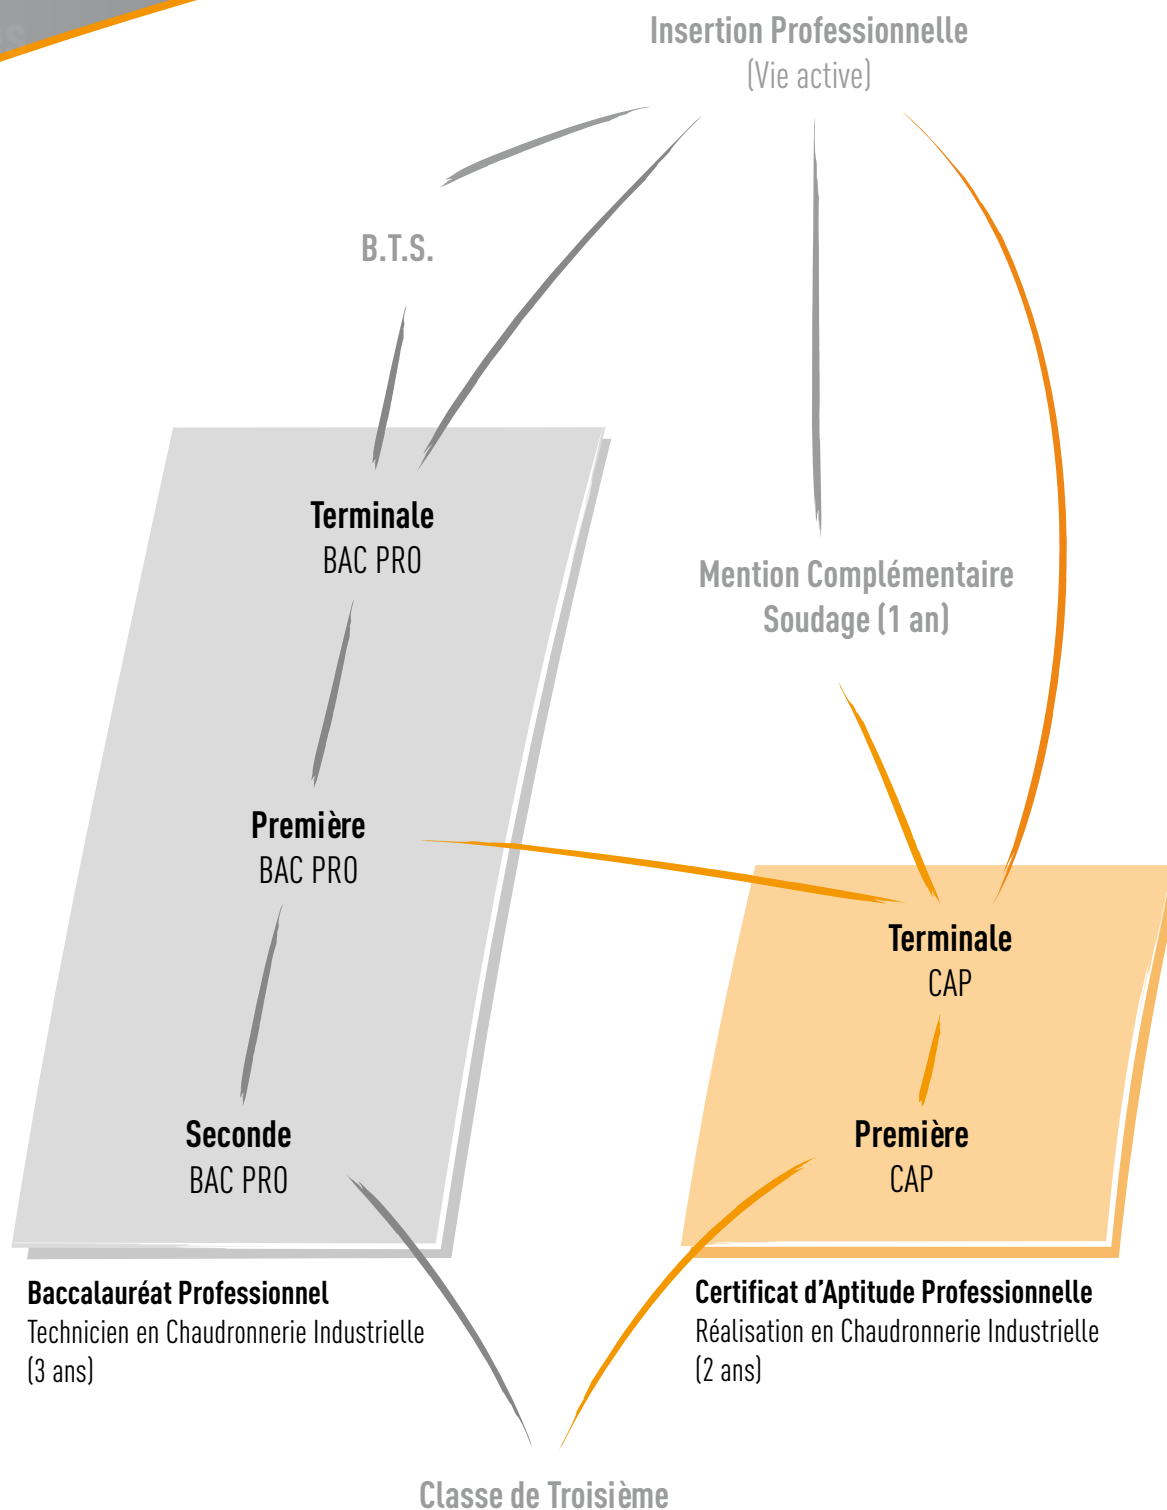 Insertion Professionnelle
(Vie active)
B.T.S.
Terminale
BAC PRO
Mention Complémentaire
Soudage (1 an)
Première
BAC PRO
Terminale
CAP
Seconde
BAC PRO
Première
CAP
Baccalauréat Professionnel
Technicien en Chaudronnerie Industrielle
(3 ans)
Certificat d'Aptitude Professionnelle
Réalisation en Chaudronnerie Industrielle
(2 ans)
Classe de Troisième